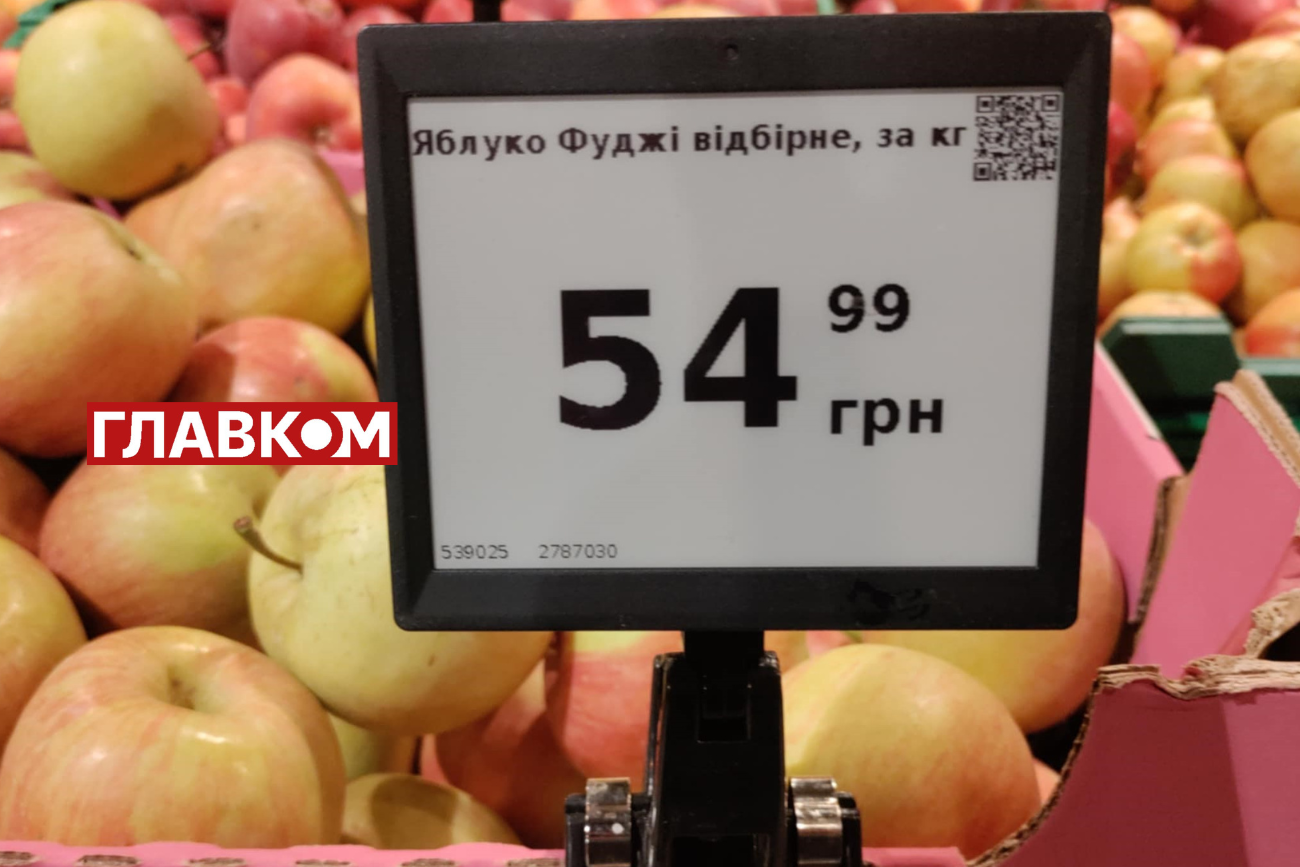 Яблуко Фуджі відбірне, за кг
54 99
грн
ГЛАВКОМ
539025 2787030